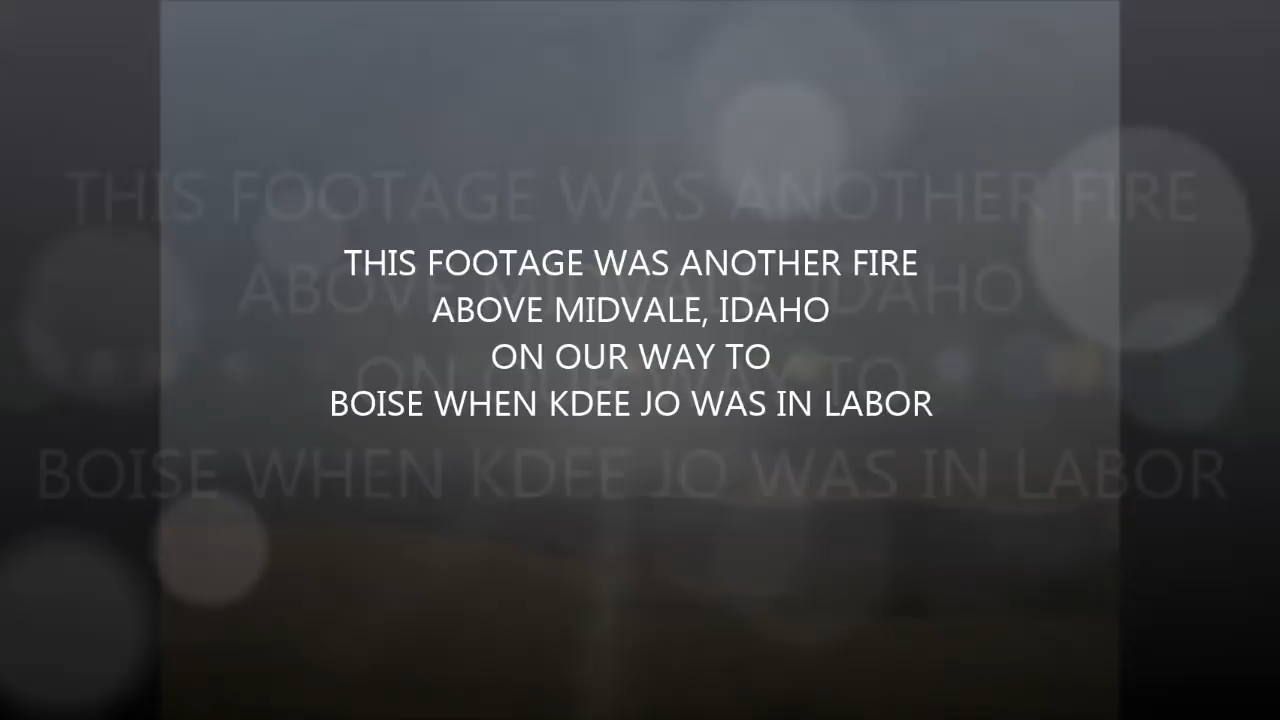 THIS FOOTAGE WAS ANOTHER FIRE
ABOVE MIDVALE, IDAHO
ON OUR WAY TO
BOISE WHEN KDEE JO WAS IN LABOR